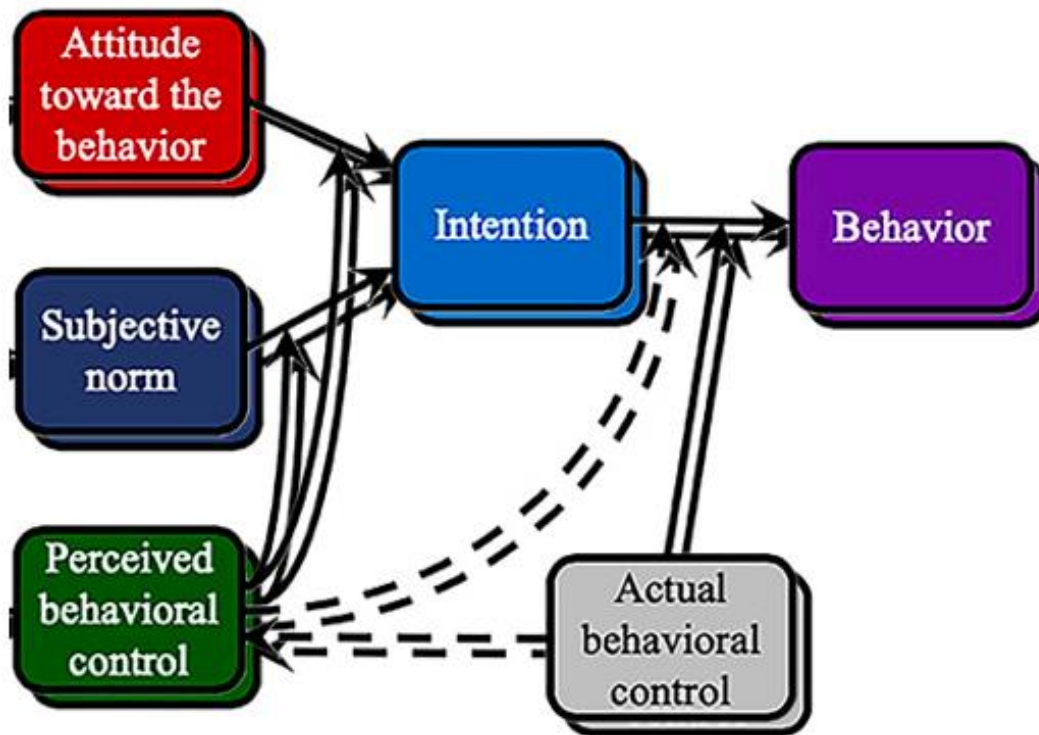 Attitude
toward the
behavior
Intention
Behavior
Subjective
norm
Perceived
behavioral
control
Actual
behavioral
control